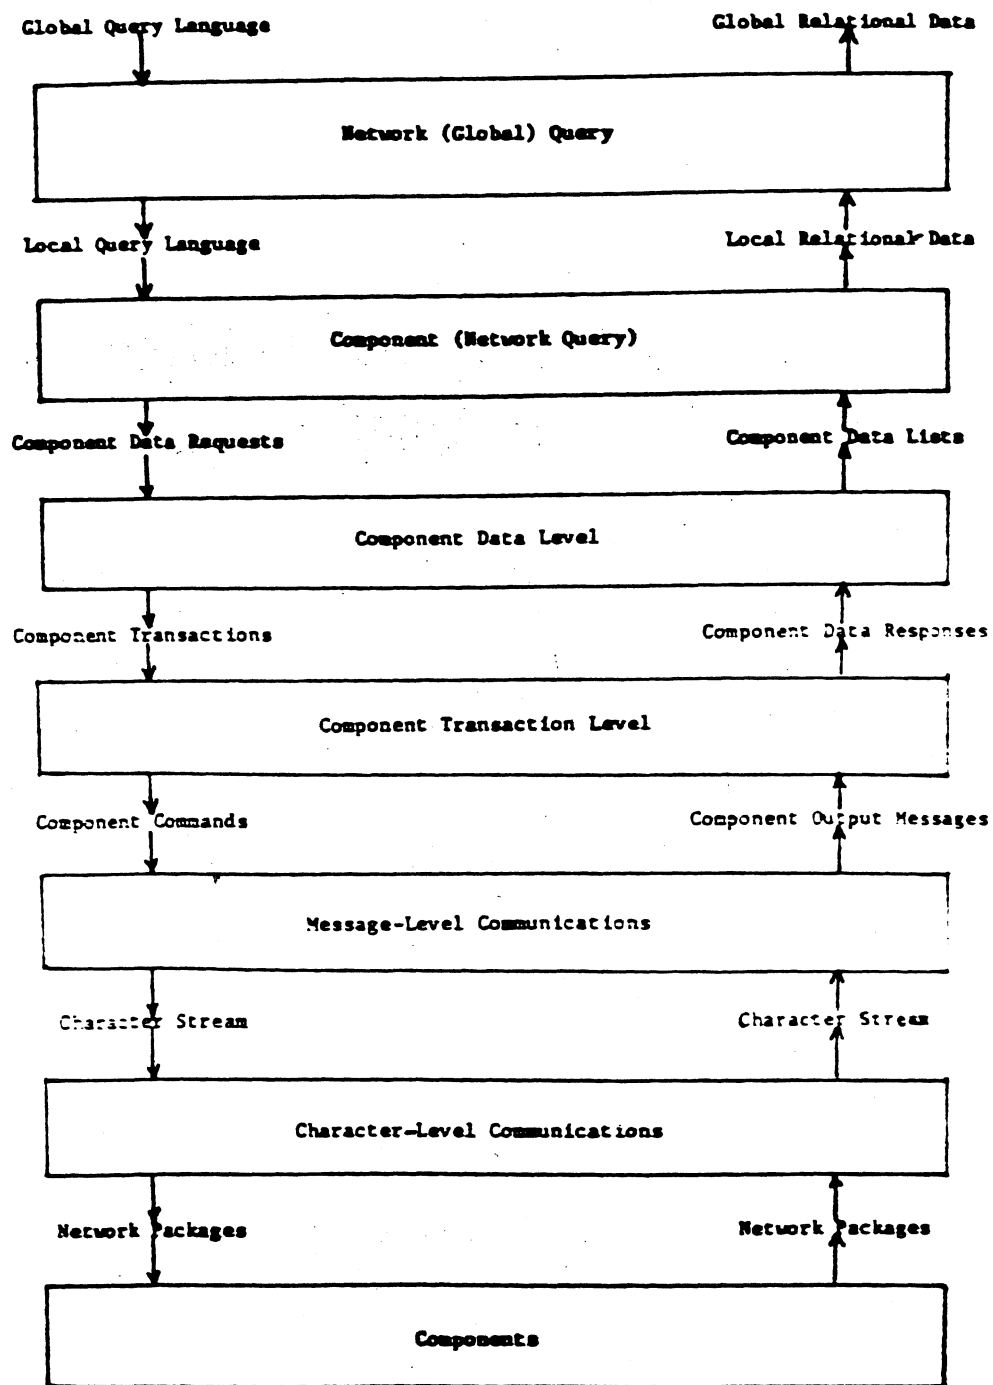 Global Query Language
Global Relational Data
Network (Global) Query
Local Query Language
Local Relational Data
Component (Network Query)
Component Data Requests
Component Data Lists
Component Data Level
Component Transactions
Component Data Responses
Component Transaction Level
Component Commands
Component Output Messages
Message-Level Communications
Character Stream
Character Stream
Character-Level Communications
Network Packages
Network Packages
Components